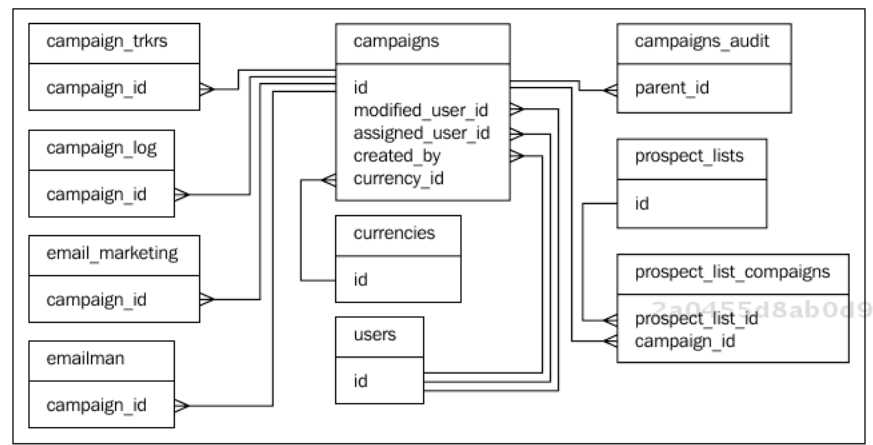 campaign_trkrs
campaign_id
campaign_log
campaign_id
email_marketing
campaign_id
emailman
campaign_id
campaigns
id
modified_user_id
assigned_user_id
created_by
currency_id
currencies
id
users
id
campaigns_audit
parent_id
prospect_lists
id
prospect_list_compaigns
2a0455d8ab0d9
prospect_list_id
campaign_id